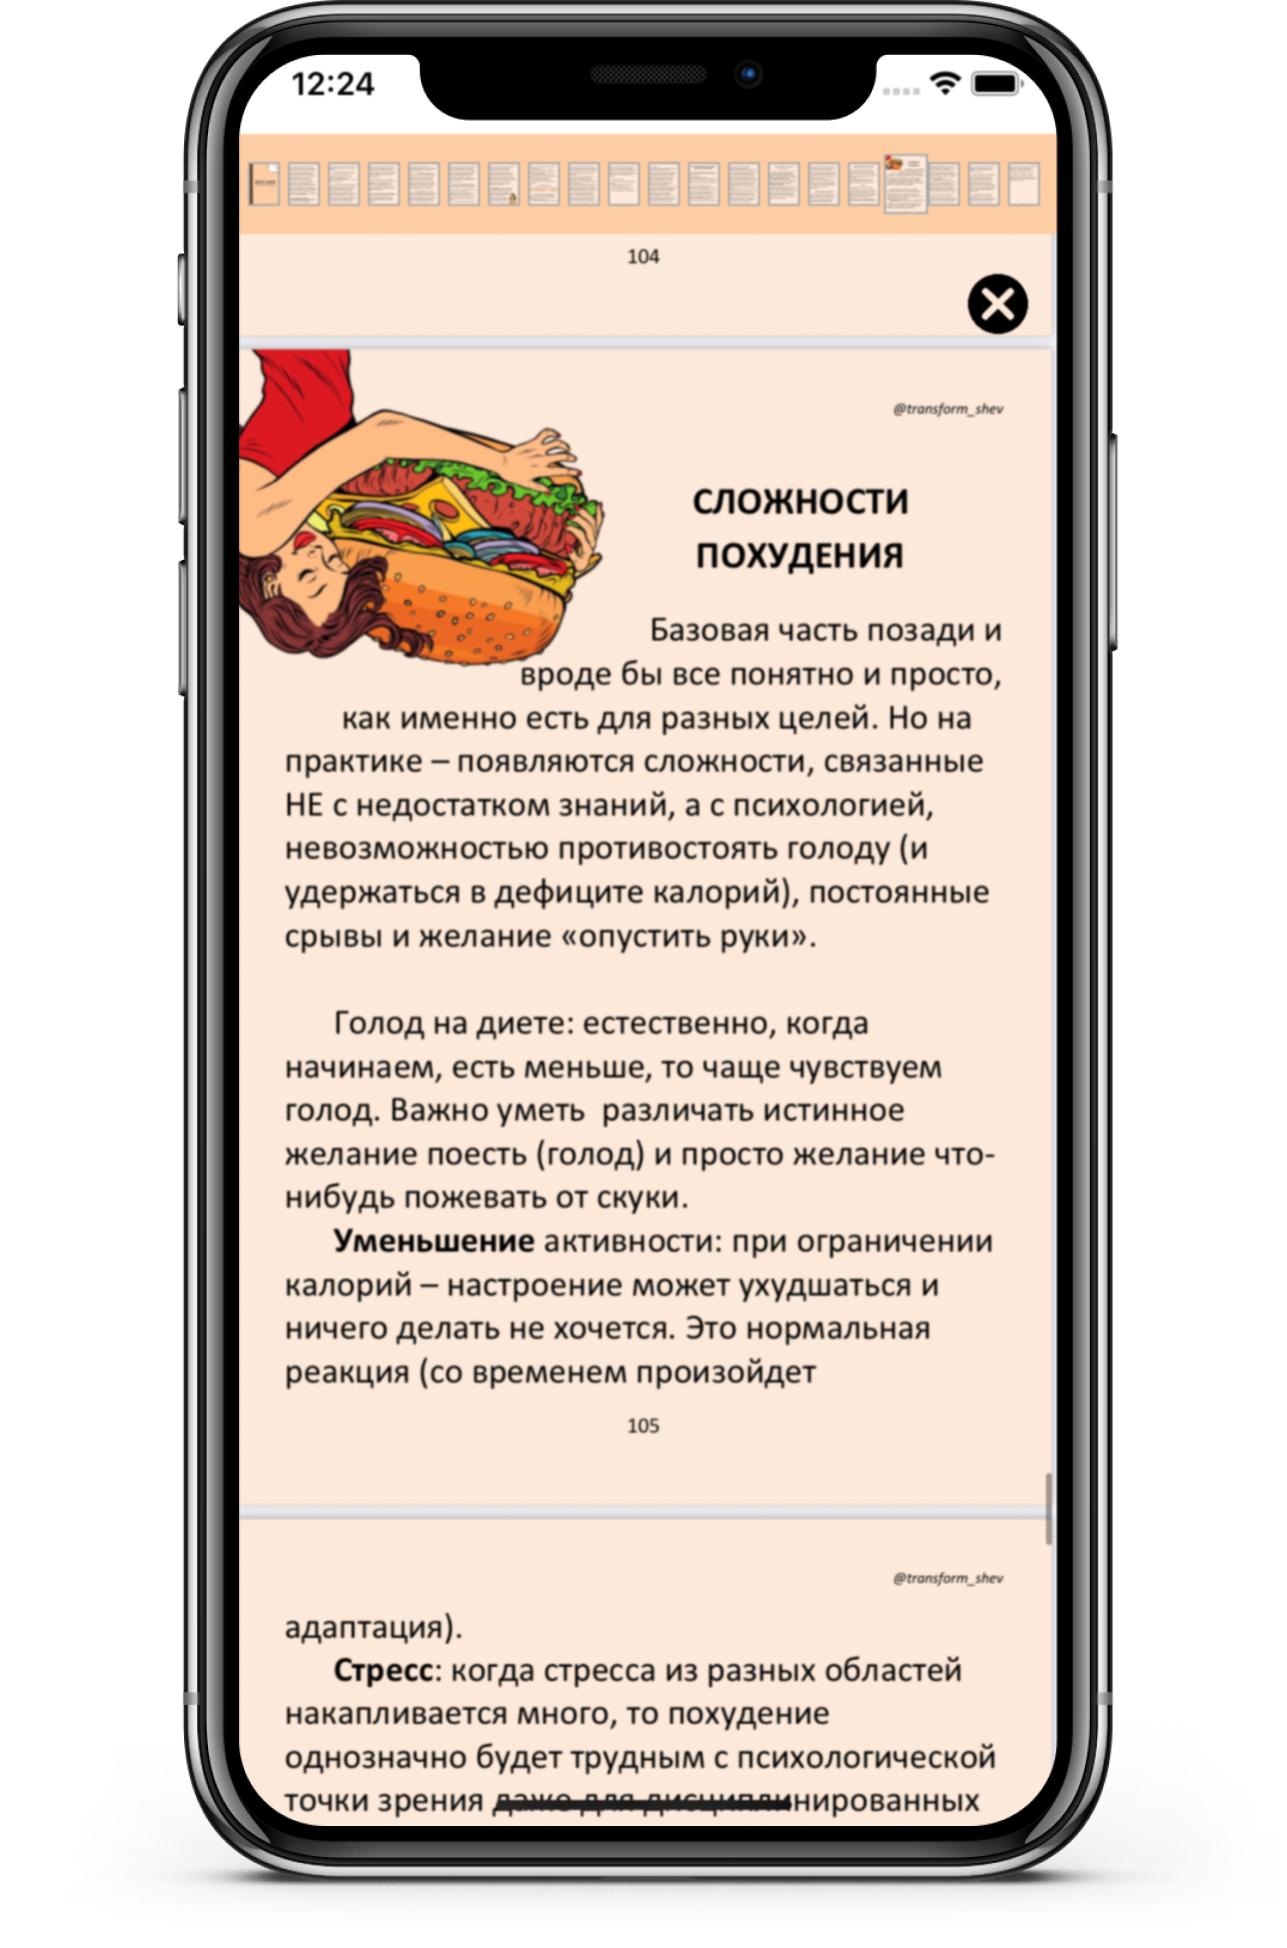 12:24
104
@transform_shev
СЛОЖНОСТИ
ПОХУДЕНИЯ
Базовая часть позади и
вроде бы все понятно и просто,
как именно есть для разных целей. Но на
практике – появляются сложности, связанные
НЕ с недостатком знаний, а с психологией,
невозможностью противостоять голоду (и
удержаться в дефиците калорий), постоянные
срывы и желание «опустить руки».
Голод на диете: естественно, когда
начинаем, есть меньше, то чаще чувствуем
голод. Важно уметь  различать истинное
желание поесть (голод) и просто желание что-
нибудь пожевать от скуки.
Уменьшение активности: при ограничении
калорий – настроение может ухудшаться и
ничего делать не хочется. Это нормальная
реакция (со временем произойдет
105
@transform_shev
адаптация).
Стресс: когда стресса из разных областей
накапливается много, то похудение
однозначно будет трудным с психологической
точки зрения даже для дисциплинированных